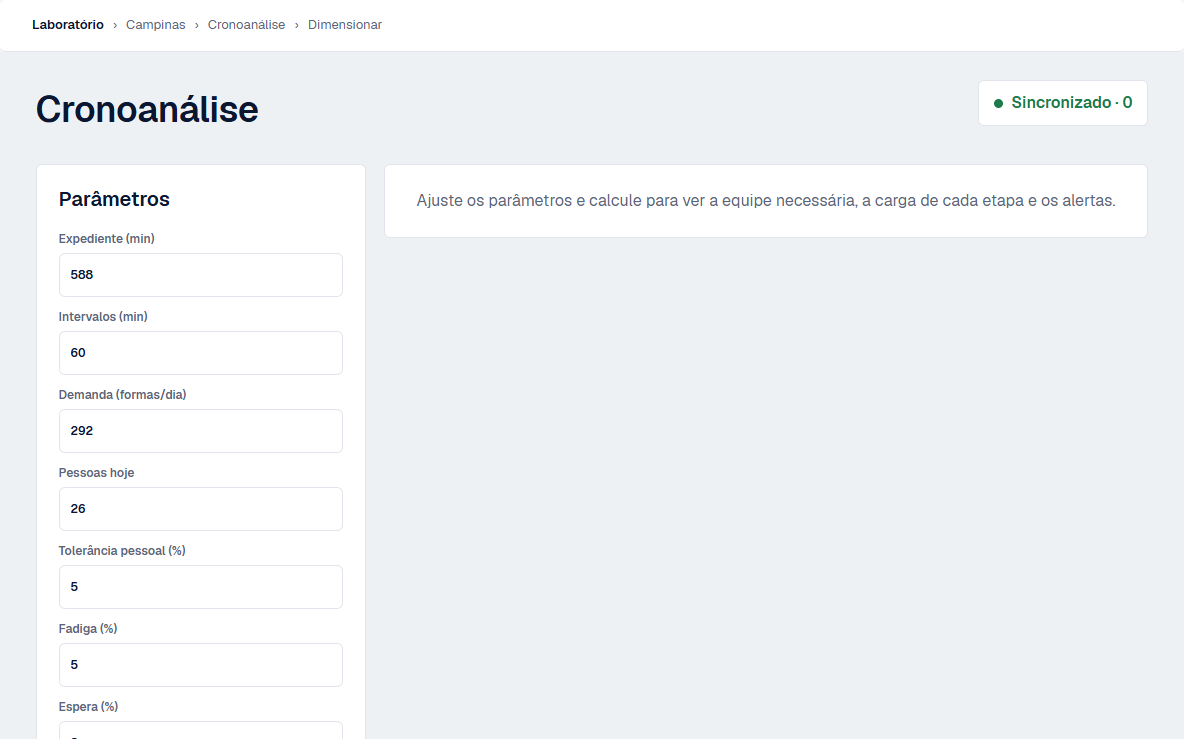 Laboratório › Campinas › Cronoanálise › Dimensionar
Cronoanálise
Sincronizado · 0
Parâmetros
Expediente (min)
588
Intervalos (min)
60
Demanda (formas/dia)
292
Pessoas hoje
26
Tolerância pessoal (%)
5
Fadiga (%)
5
Espera (%)
Ajuste os parâmetros e calcule para ver a equipe necessária, a carga de cada etapa e os alertas.